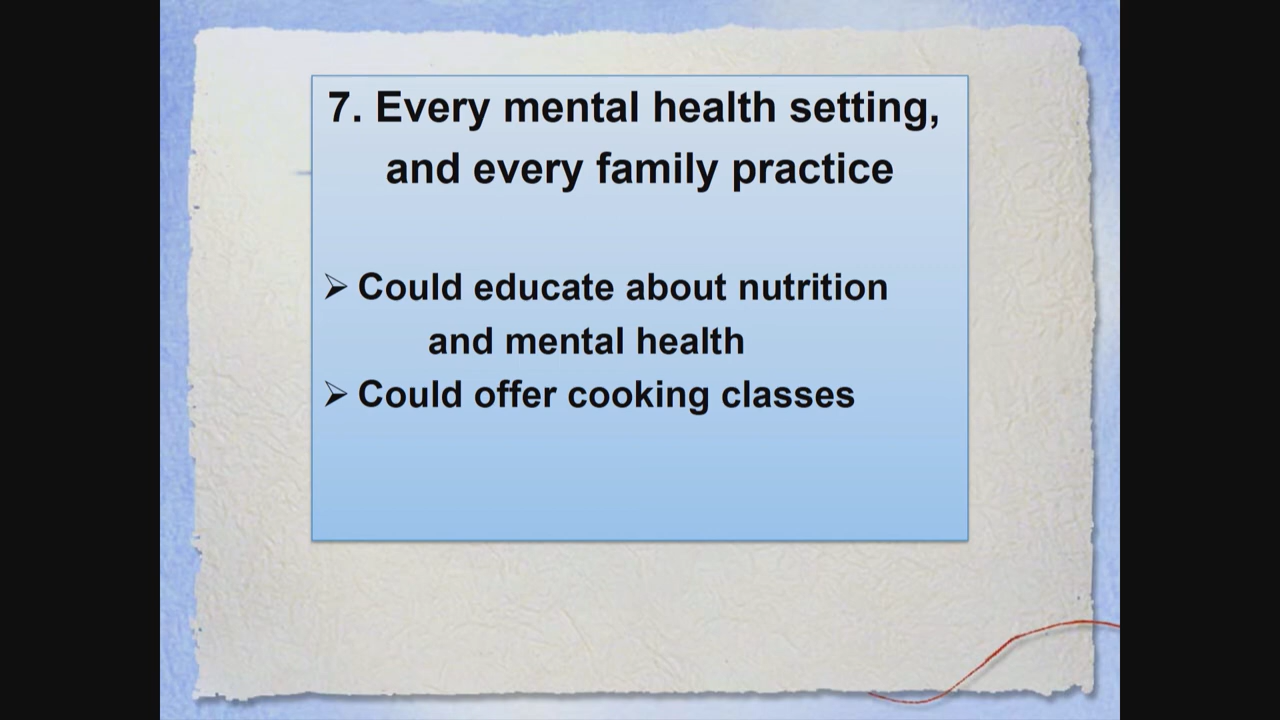 7. Every mental health setting,
and every family practice
➢ Could educate about nutrition
and mental health
➢ Could offer cooking classes